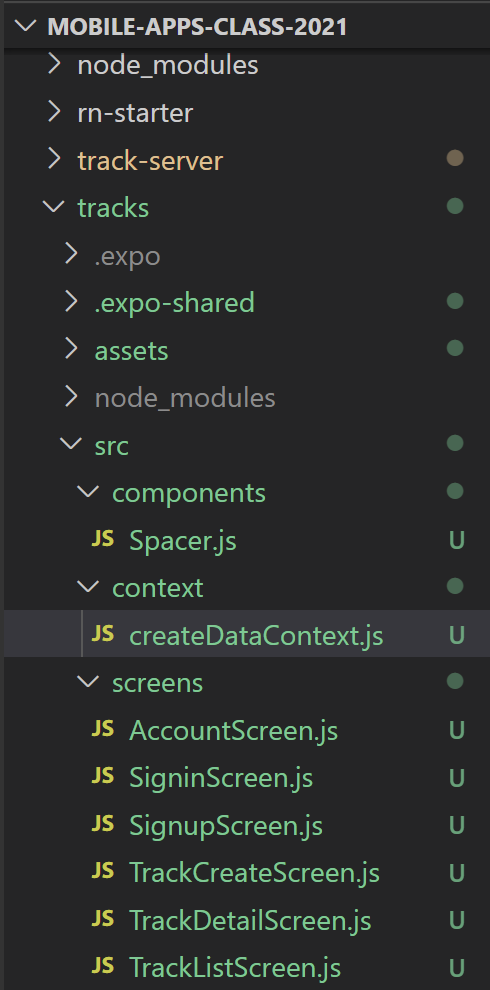 MOBILE-APPS-CLASS-2021
node_modules
rn-starter
track-server
tracks
.expo
.expo-shared
assets
node_modules
src
components
JS Spacer.js U
context
JS createDataContext.js U
screens
JS AccountScreen.js U
JS SigninScreen.js U
JS SignupScreen.js U
JS TrackCreateScreen.js U
JS TrackDetailScreen.js U
JS TrackListScreen.js U